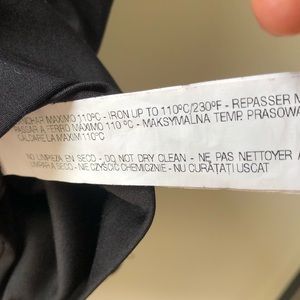 PLANCHAR MAXIMO 110ºC - IRON UP TO 110ºC/230ºF - REPASSER M
PASSAR A FERRO MÁXIMO 110 ºC - MAKSYMALNA TEMP. PRASOWA
CALCARE LA MAXIM 110°C
NO LIMPIEZA EN SECO - DO NOT DRY CLEAN - NE PAS NETTOYER A
LIMPAR A SECO - NIE CZYŚCIĆ CHEMICZNIE - NU CURĂTATI USCAT